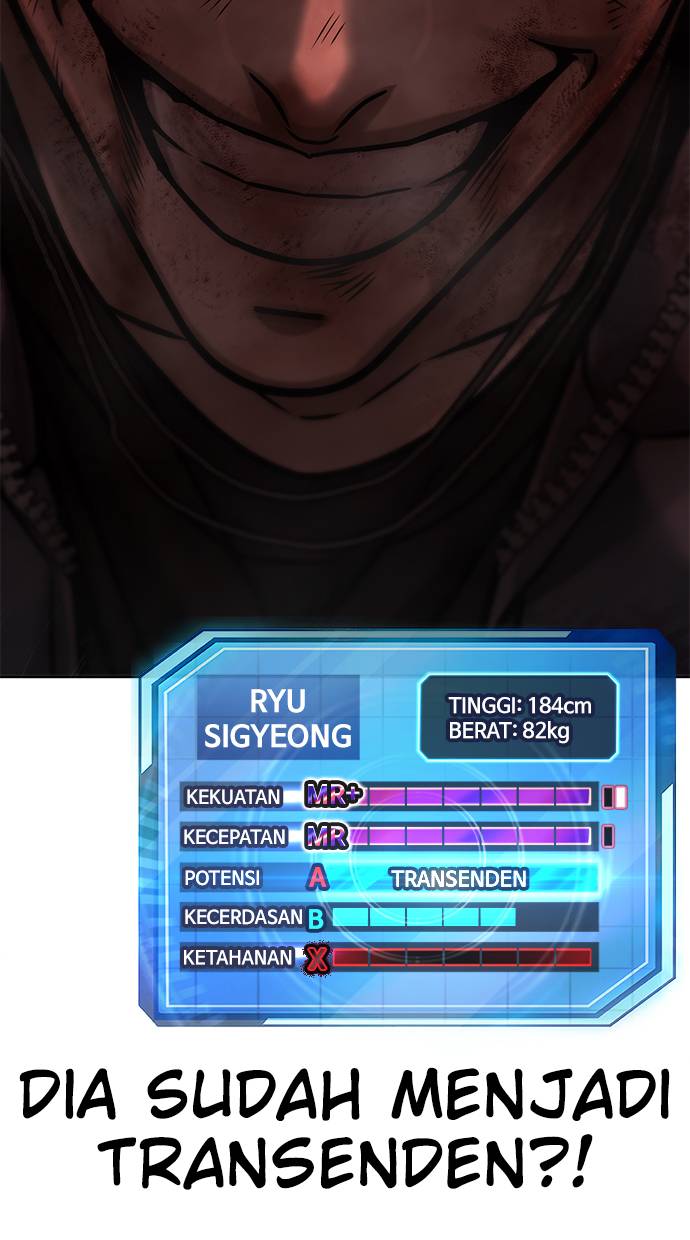 RYU
SIGYEONG
TINGGI: 184cm
BERAT: 82kg
KEKUATAN MR+
KECEPATAN MR
POTENSI A TRANSENDEN
KECERDASAN B
KETAHANAN X
DIA SUDAH MENJADI
TRANSENDEN?!